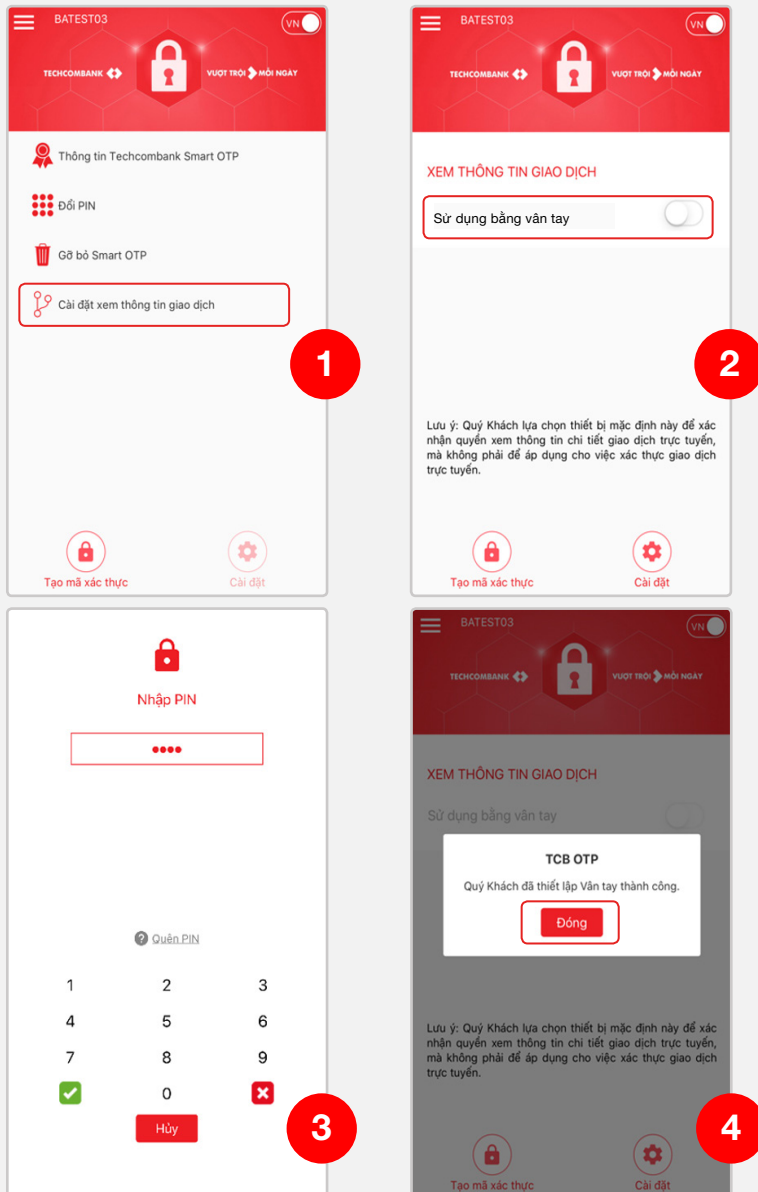 BATEST03
VN
TECHCOMBANK
VƯỢT TRỘI MỖI NGÀY
Thông tin Techcombank Smart OTP
Đổi PIN
Gỡ bỏ Smart OTP
Cài đặt xem thông tin giao dịch
1
Tạo mã xác thực
Cài đặt
BATEST03
VN
TECHCOMBANK
VƯỢT TRỘI MỖI NGÀY
XEM THÔNG TIN GIAO DỊCH
Sử dụng bằng vân tay
2
Lưu ý: Quý Khách lựa chọn thiết bị mặc định này để xác
nhận quyền xem thông tin chi tiết giao dịch trực tuyến,
mà không phải để áp dụng cho việc xác thực giao dịch
trực tuyến.
Tạo mã xác thực
Cài đặt
Nhập PIN
Quên PIN
1 2 3
4 5 6
7 8 9
0
Hủy
3
BATEST03
VN
TECHCOMBANK
VƯỢT TRỘI MỖI NGÀY
XEM THÔNG TIN GIAO DỊCH
Sử dụng bằng vân tay
TCB OTP
Quý Khách đã thiết lập Vân tay thành công.
Đóng
Lưu ý: Quý Khách lựa chọn thiết bị mặc định này để xác
nhận quyền xem thông tin chi tiết giao dịch trực tuyến,
mà không phải để áp dụng cho việc xác thực giao dịch
trực tuyến.
4
Tạo mã xác thực
Cài đặt